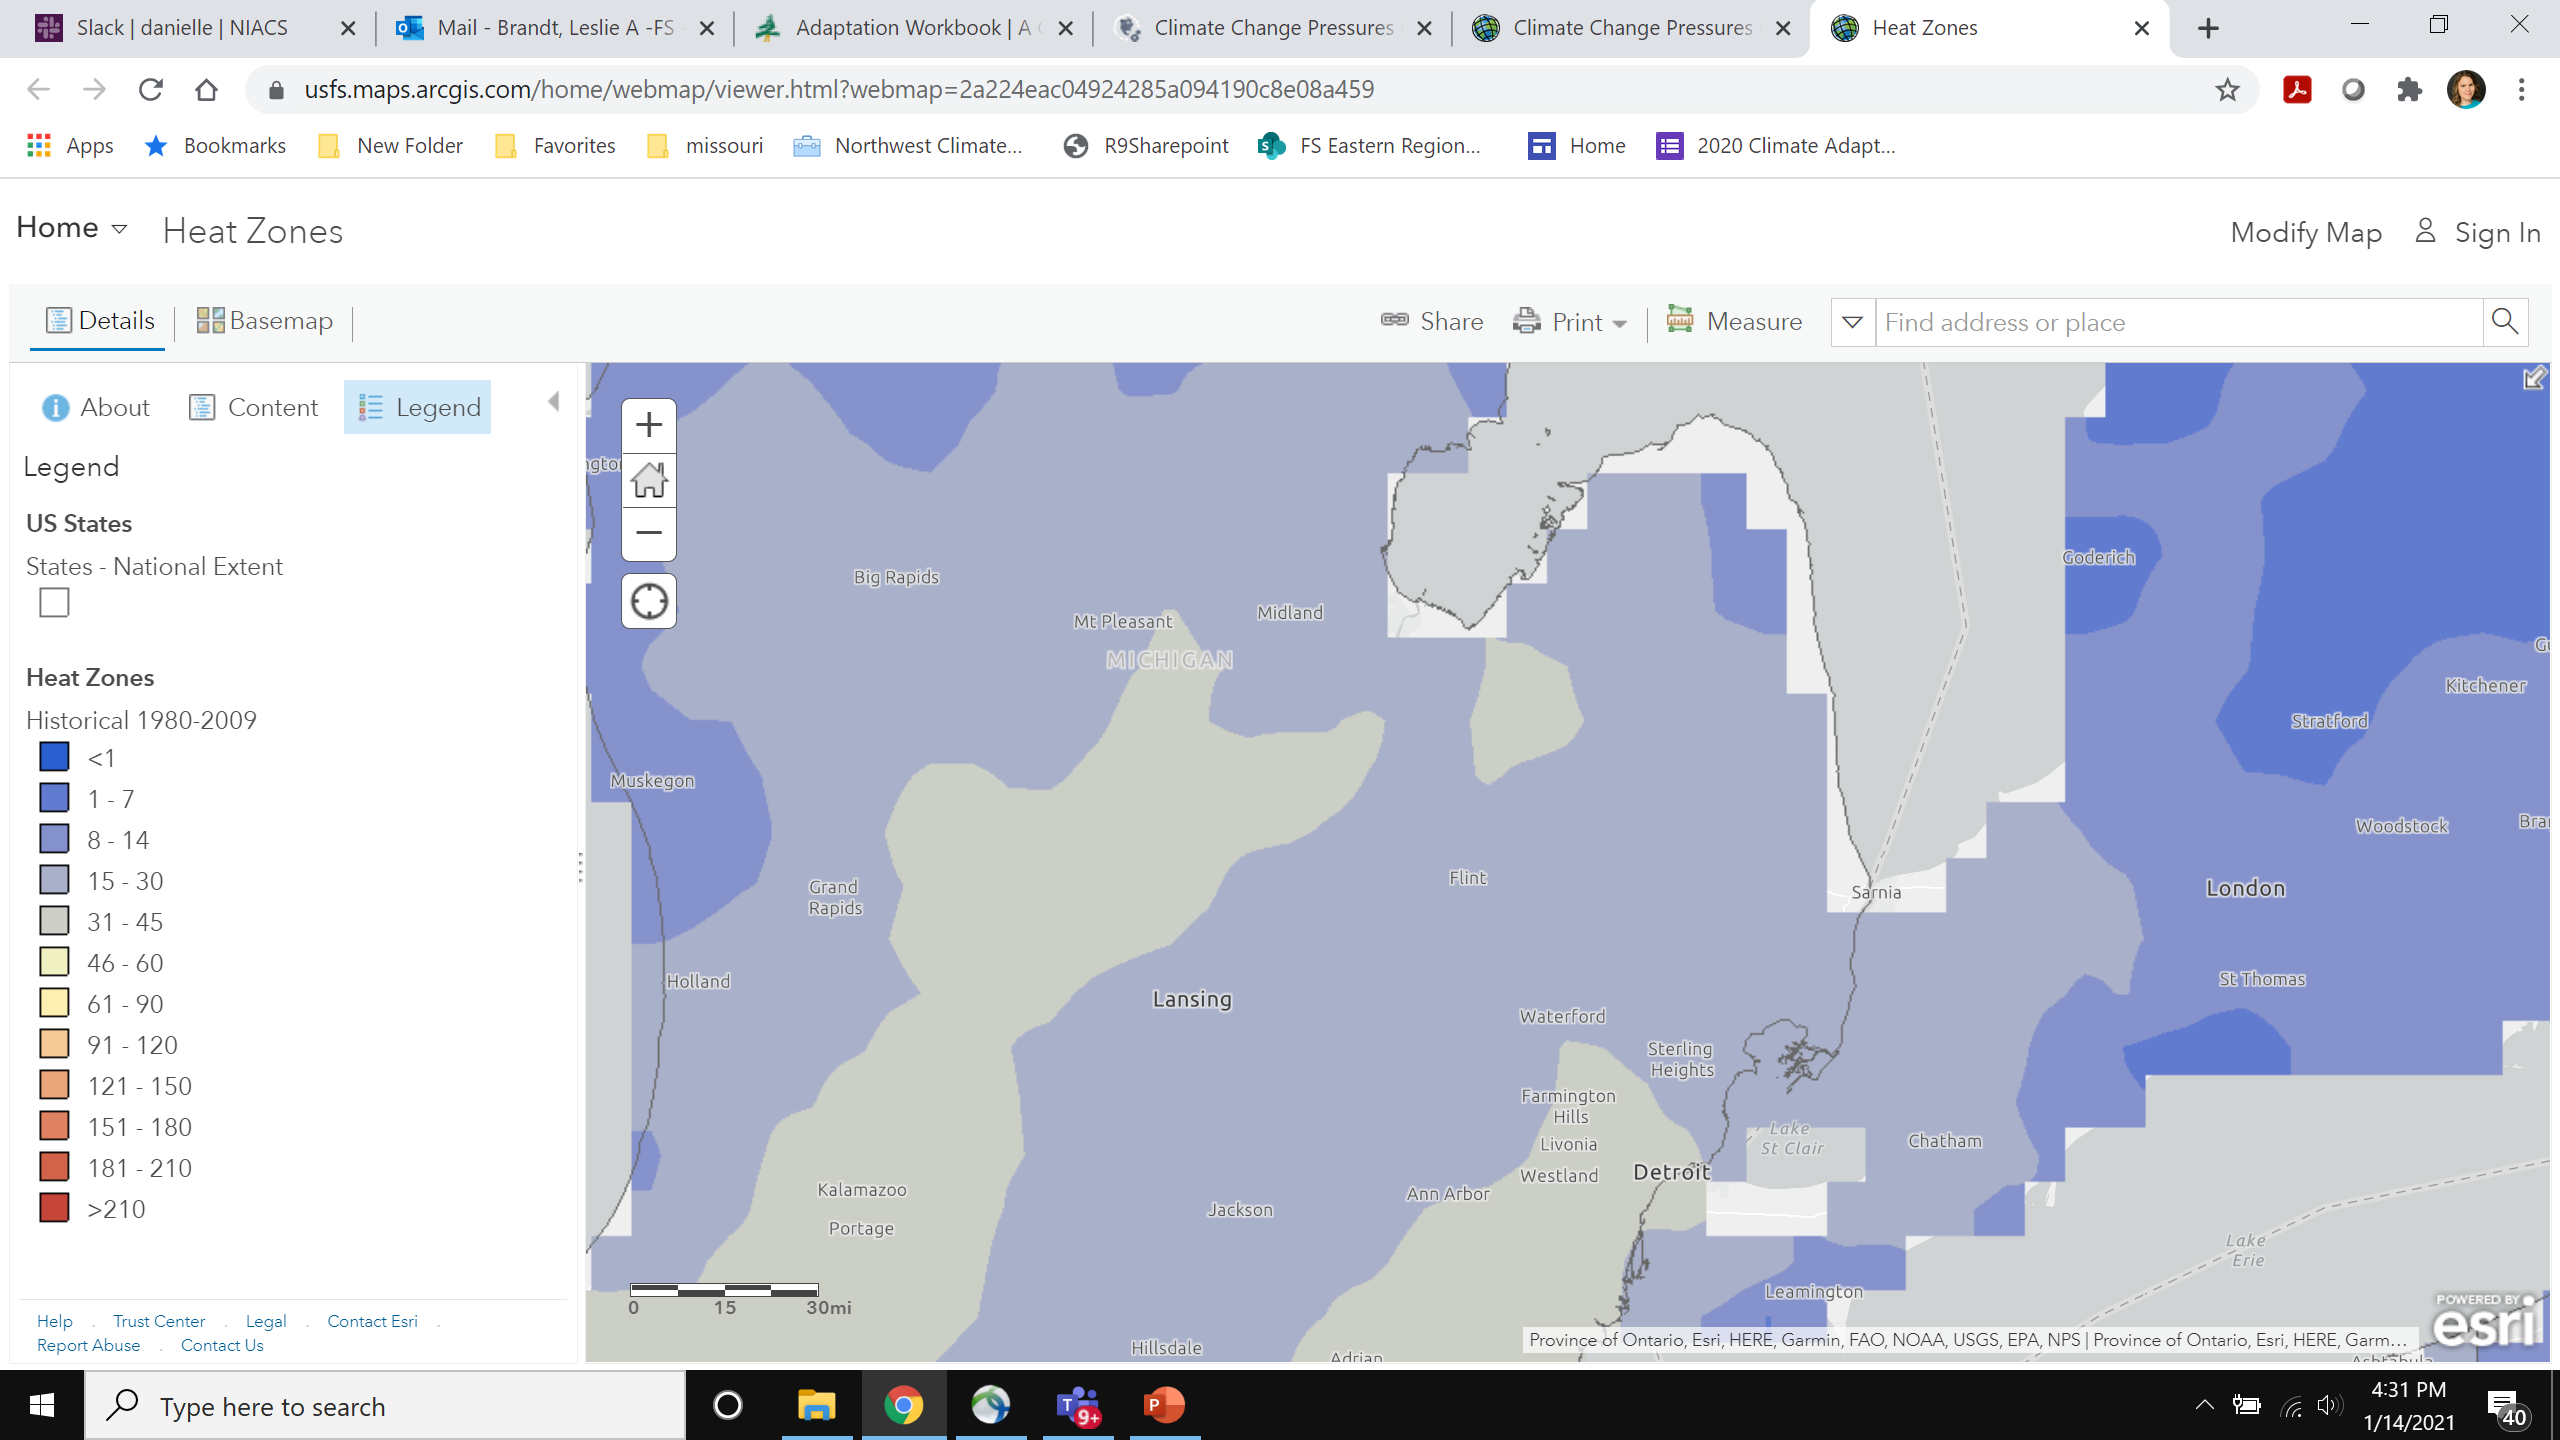 Slack | danielle | NIACS
Mail - Brandt, Leslie A -FS
Adaptation Workbook | A
Climate Change Pressures
Climate Change Pressures
Heat Zones
usfs.maps.arcgis.com/home/webmap/viewer.html?webmap=2a224eac04924285a094190c8e08a459
Apps
Bookmarks
New Folder
Favorites
missouri
Northwest Climate...
R9Sharepoint
FS Eastern Region...
Home
2020 Climate Adapt...
Home
Heat Zones
Modify Map
Sign In
Details
Basemap
Share
Print
Measure
Find address or place
About
Content
Legend
Legend
US States
States - National Extent
Heat Zones
Historical 1980-2009
<1
1 - 7
8 - 14
15 - 30
31 - 45
46 - 60
61 - 90
91 - 120
121 - 150
151 - 180
181 - 210
>210
Help
Trust Center
Legal
Contact Esri
Report Abuse
Contact Us
Big Rapids
Mt Pleasant
Midland
MICHIGAN
Muskegon
Grand
Rapids
Flint
Holland
Lansing
Waterford
Sterling
Heights
Farmington
Hills
Livonia
Westland
Detroit
Lake
St Clair
Ann Arbor
Kalamazoo
Portage
Jackson
Hillsdale
Adrian
Goderich
Kitchener
Stratford
Woodstock
Sarnia
London
St Thomas
Chatham
Leamington
Lake
Erie
0 15 30mi
POWERED BY
esri
Province of Ontario, Esri, HERE, Garmin, FAO, NOAA, USGS, EPA, NPS | Province of Ontario, Esri, HERE, Garm...
Type here to search
9+
4:31 PM
1/14/2021
40